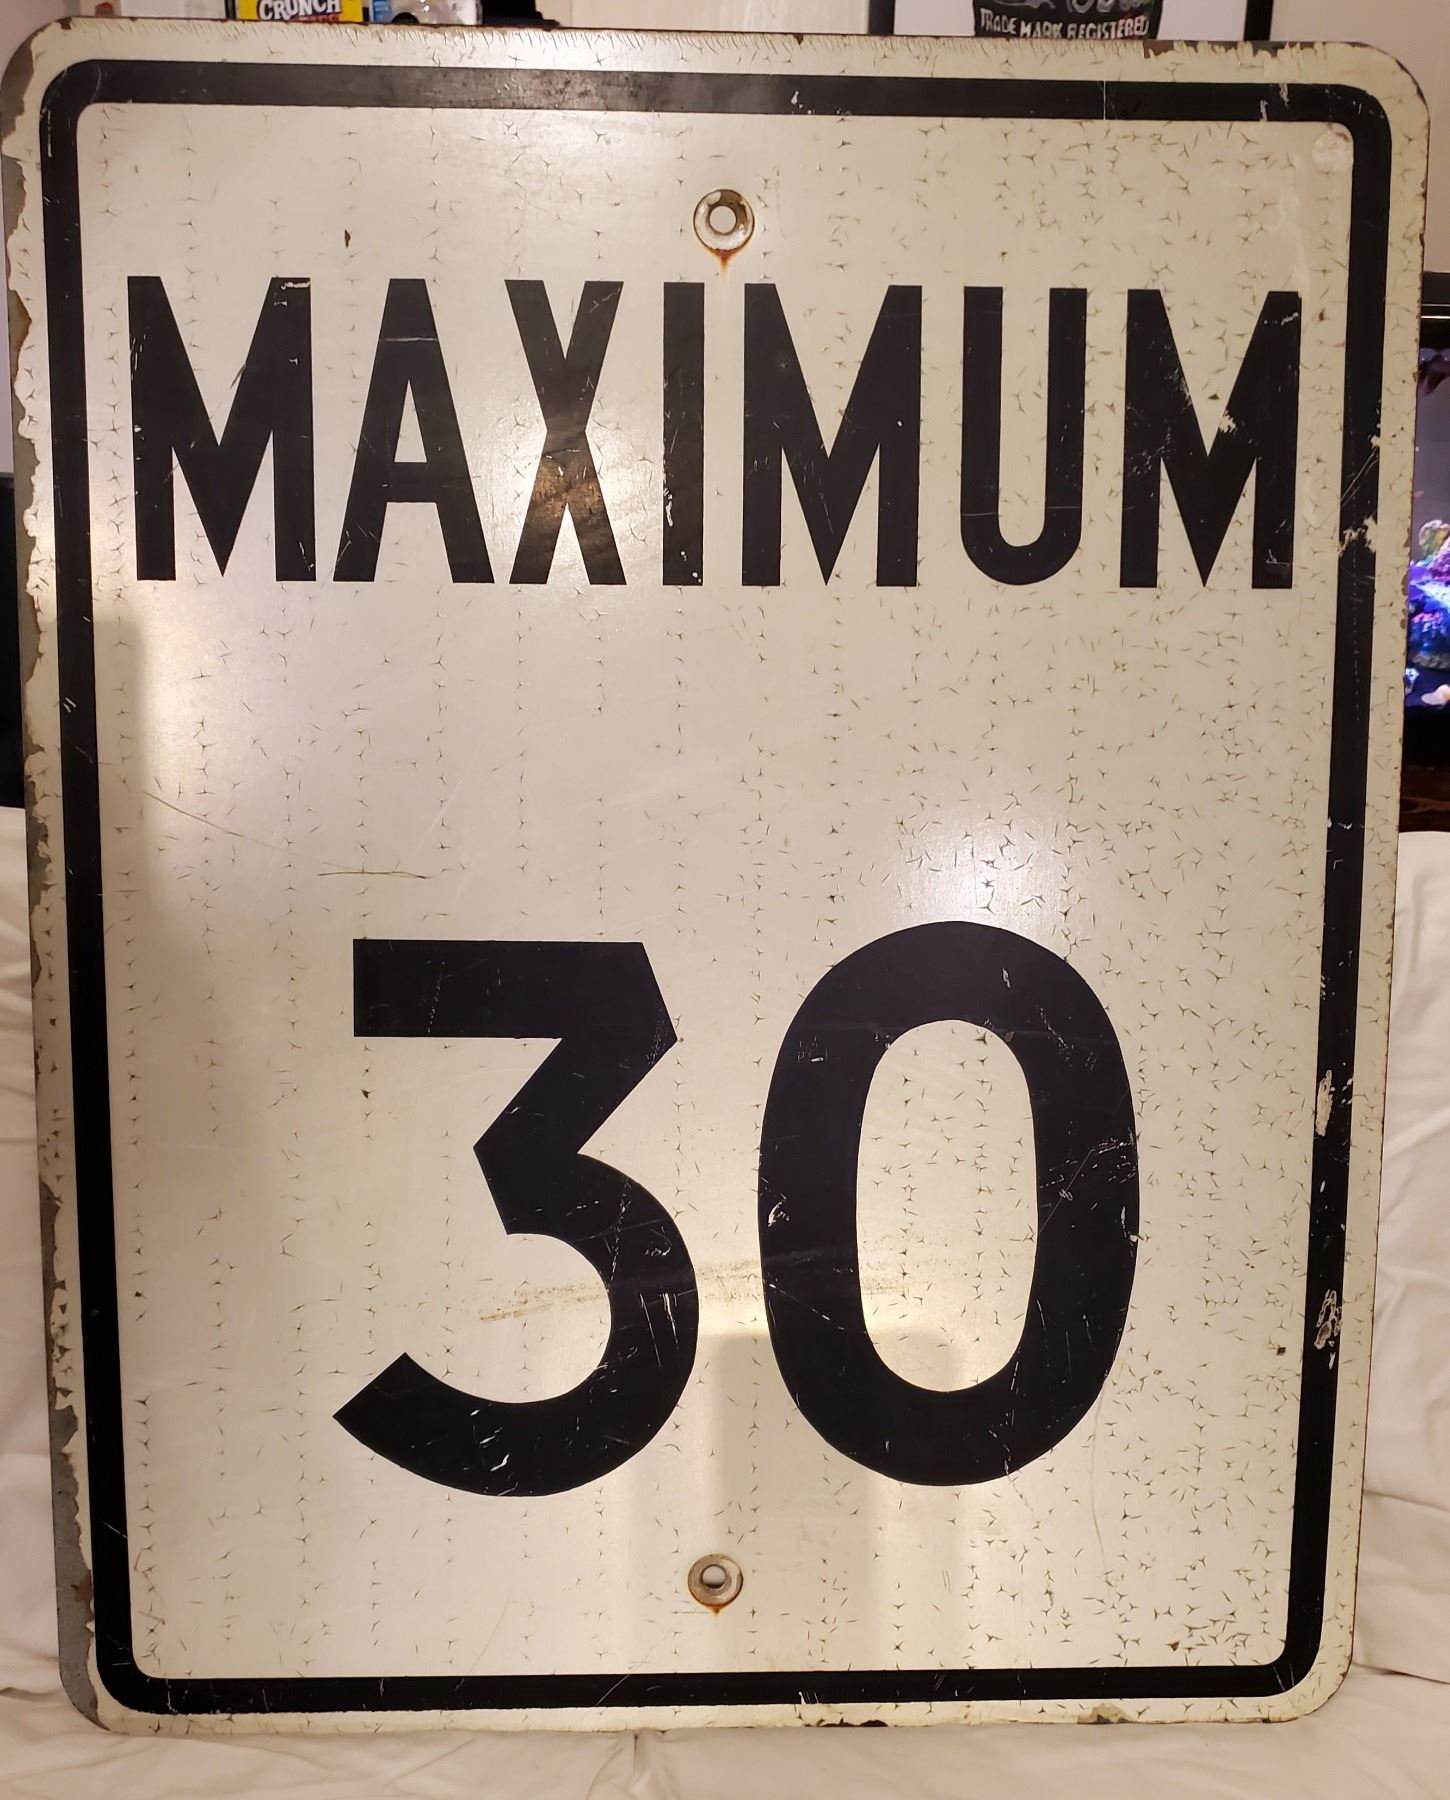 CRUNCH
TRADE MARK REGISTERED
MAXIMUM
30